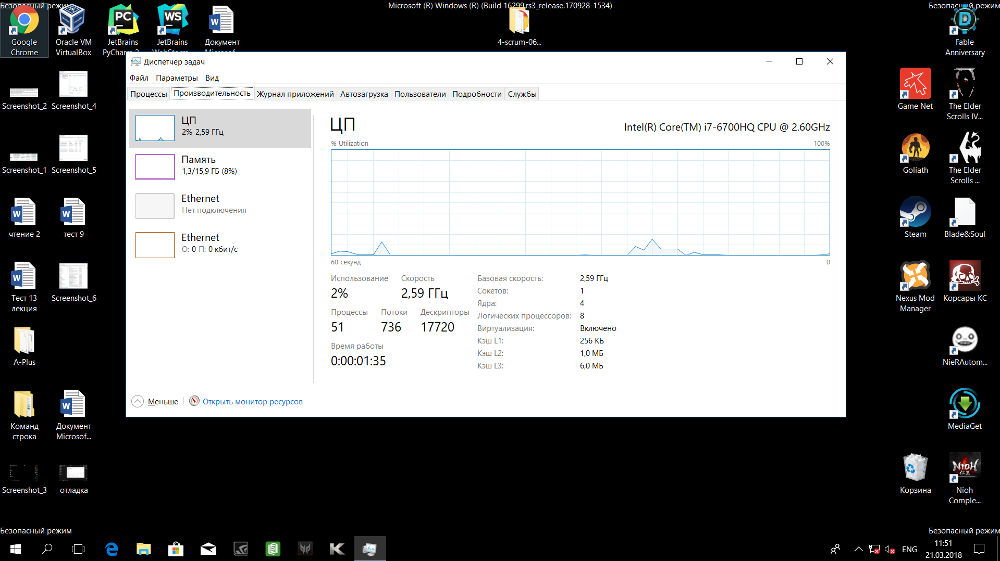 Безопасный режим
Microsoft (R) Windows (R) (Build 16299.rs3_release.170928-1534)
Безопасный режим
Google
Chrome
Oracle VM
VirtualBox
JetBrains
PyCharm 2
JetBrains
WebStorm
Документ
Microsof...
4-scrum-06...
Fable
Anniversary
Screenshot_2
Screenshot_4
Screenshot_1
Screenshot_5
чтение 2
тест 9
Тест 13
лекция
Screenshot_6
A-Plus
Команд
строка
Документ
Microsof...
Screenshot_3
отладка
Диспетчер задач
Файл Параметры Вид
Процессы Производительность Журнал приложений Автозагрузка Пользователи Подробности Службы
ЦП
2% 2,59 ГГц
Память
1,3/15,9 ГБ (8%)
Ethernet
Нет подключения
Ethernet
О: 0 П: 0 кбит/с
ЦП
Intel(R) Core(TM) i7-6700HQ CPU @ 2.60GHz
% Utilization
100%
60 секунд
0
Использование
2%
Скорость
2,59 ГГц
Процессы
51
Потоки
736
Дескрипторы
17720
Время работы
0:00:01:35
Базовая скорость: 2,59 ГГц
Сокетов: 1
Ядра: 4
Логических процессоров: 8
Виртуализация: Включено
Кэш L1: 256 КБ
Кэш L2: 1,0 МБ
Кэш L3: 6,0 МБ
Меньше
Открыть монитор ресурсов
Game Net
The Elder
Scrolls IV...
Goliath
The Elder
Scrolls ...
Steam
Blade&Soul
Nexus Mod
Manager
Корсары КС
NieRAutom...
MediaGet
Корзина
NiOH
仁王
Nioh
Comple...
Безопасный режим
Безопасный режим
ENG
11:51
21.03.2018